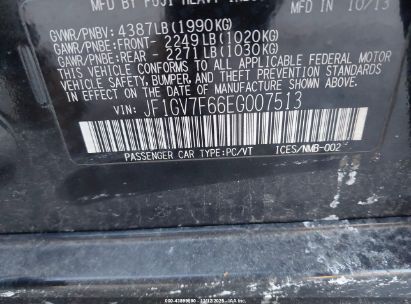 MFD BY FUJI HEAVY INDUS 10/13
GVWR/PNBV: 4387LB(1990KG)
GAWR/PNBE:FRONT- 2249LB(1020KG)
GAWR/PNBE:REAR - 2271LB(1030KG)
THIS VEHICLE CONFORMS TO ALL APPLICABLE FEDERAL MOTOR
VEHICLE SAFETY, BUMPER, AND THEFT PREVENTION STANDARDS
IN EFFECT ON THE DATE OF MANUFACTURE SHOWN ABOVE.
VIN: JF1GV7F66EG007513
PASSENGER CAR TYPE:PC/VT ICES/NMB-002